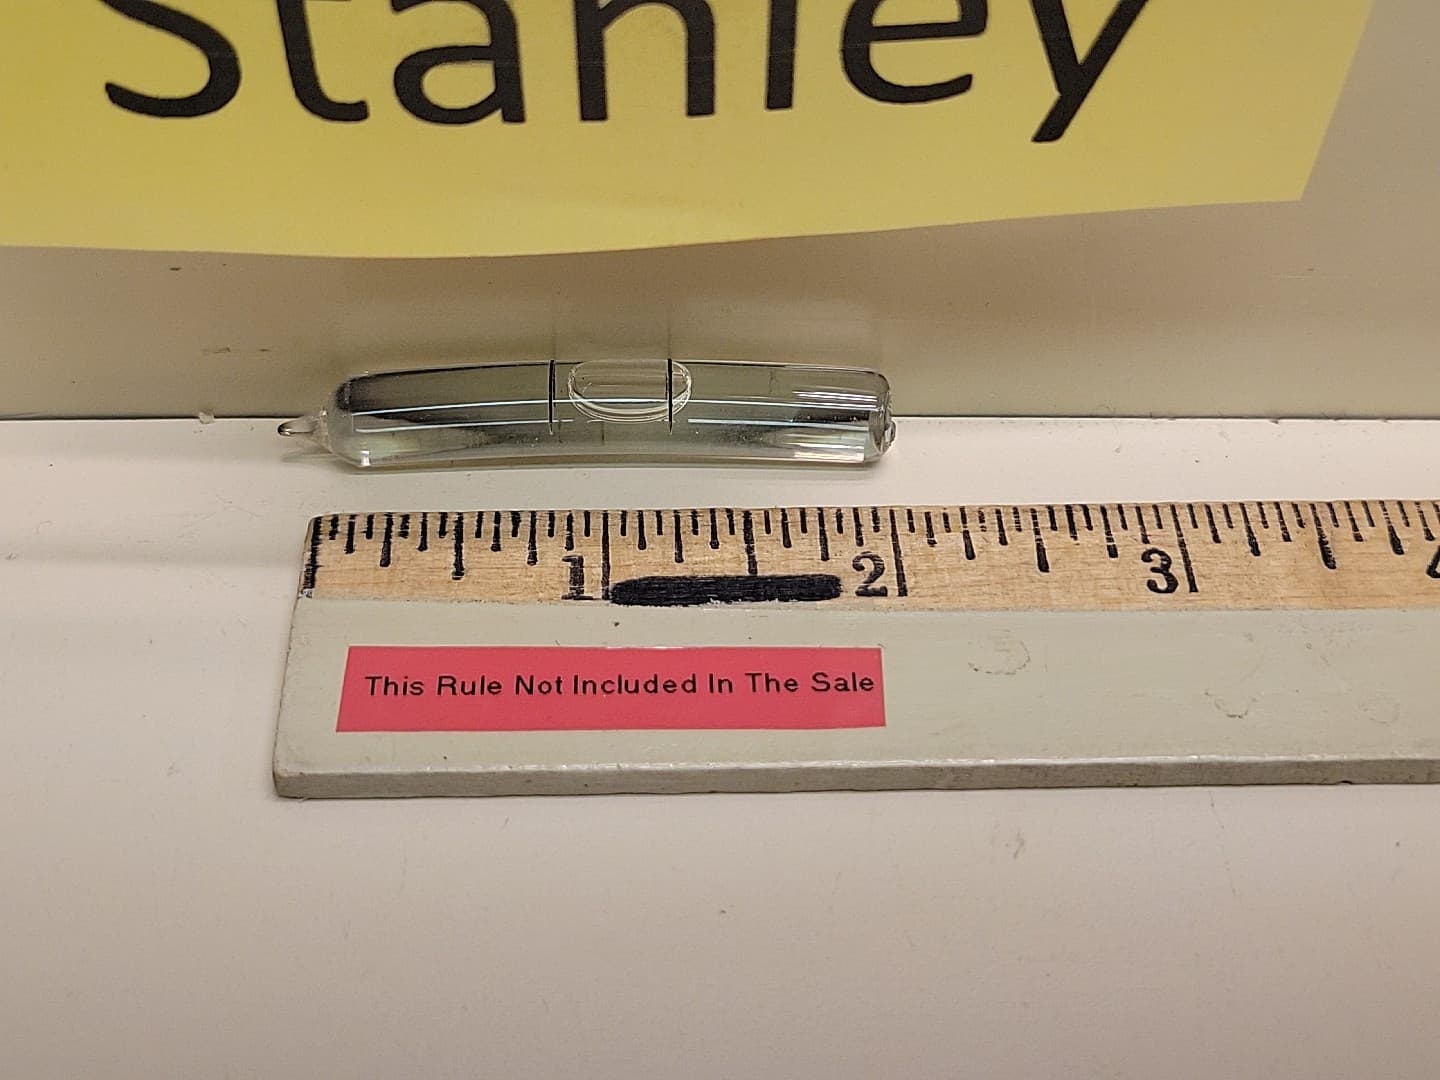 Stanley
1 2 3
This Rule Not Included In The Sale